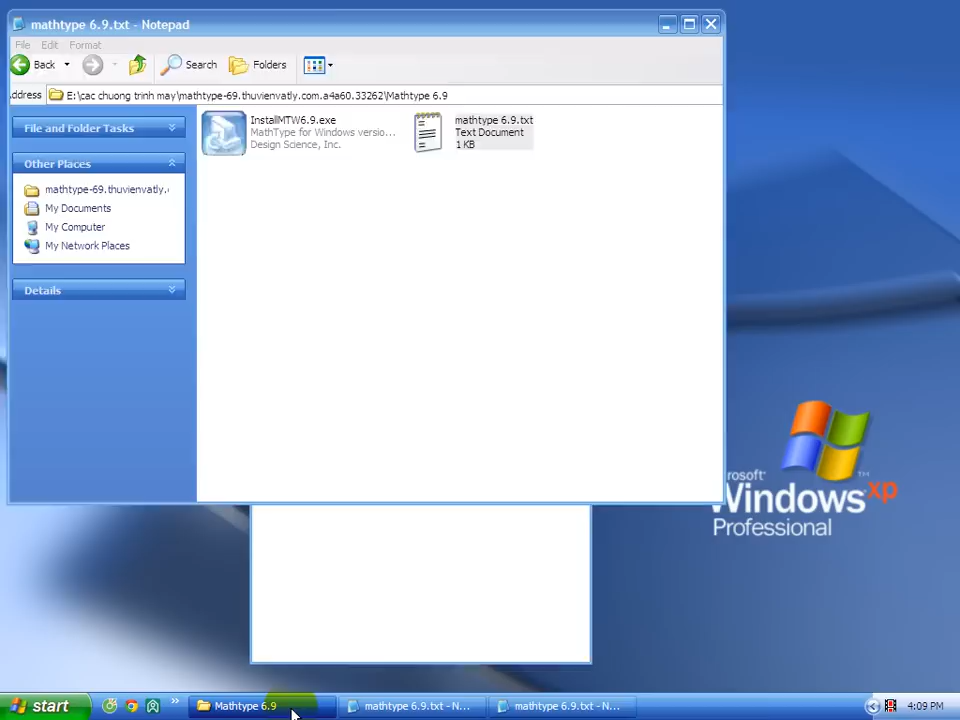 mathtype 6.9.txt - Notepad
File Edit Format
Back Search Folders
ddress E:\cac chuong trinh may\mathtype-69.thuvienvatly.com.a4a60.33262\Mathtype 6.9
File and Folder Tasks
InstallMTW6.9.exe
MathType for Windows versio...
Design Science, Inc.
mathtype 6.9.txt
Text Document
1 KB
Other Places
mathtype-69.thuvienvatly.
My Documents
My Computer
My Network Places
Details
rosoft
Windows xp
Professional
start
Mathtype 6.9
mathtype 6.9.txt - N...
mathtype 6.9.txt - N...
4:09 PM